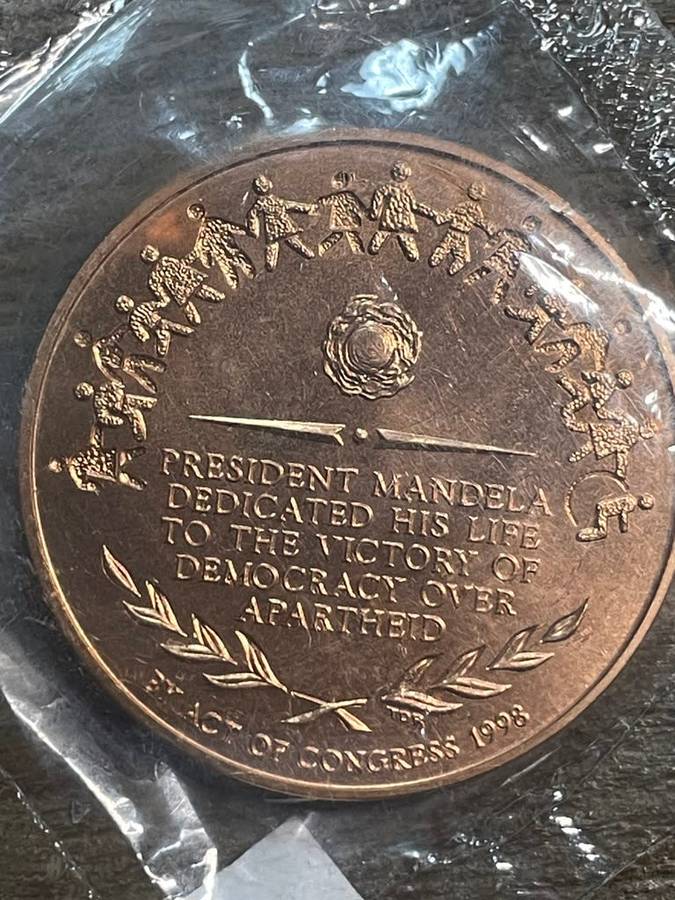 PRESIDENT MANDELA
DEDICATED HIS LIFE
TO THE VICTORY OF
DEMOCRACY OVER
APARTHEID
BY ACT OF CONGRESS 1998